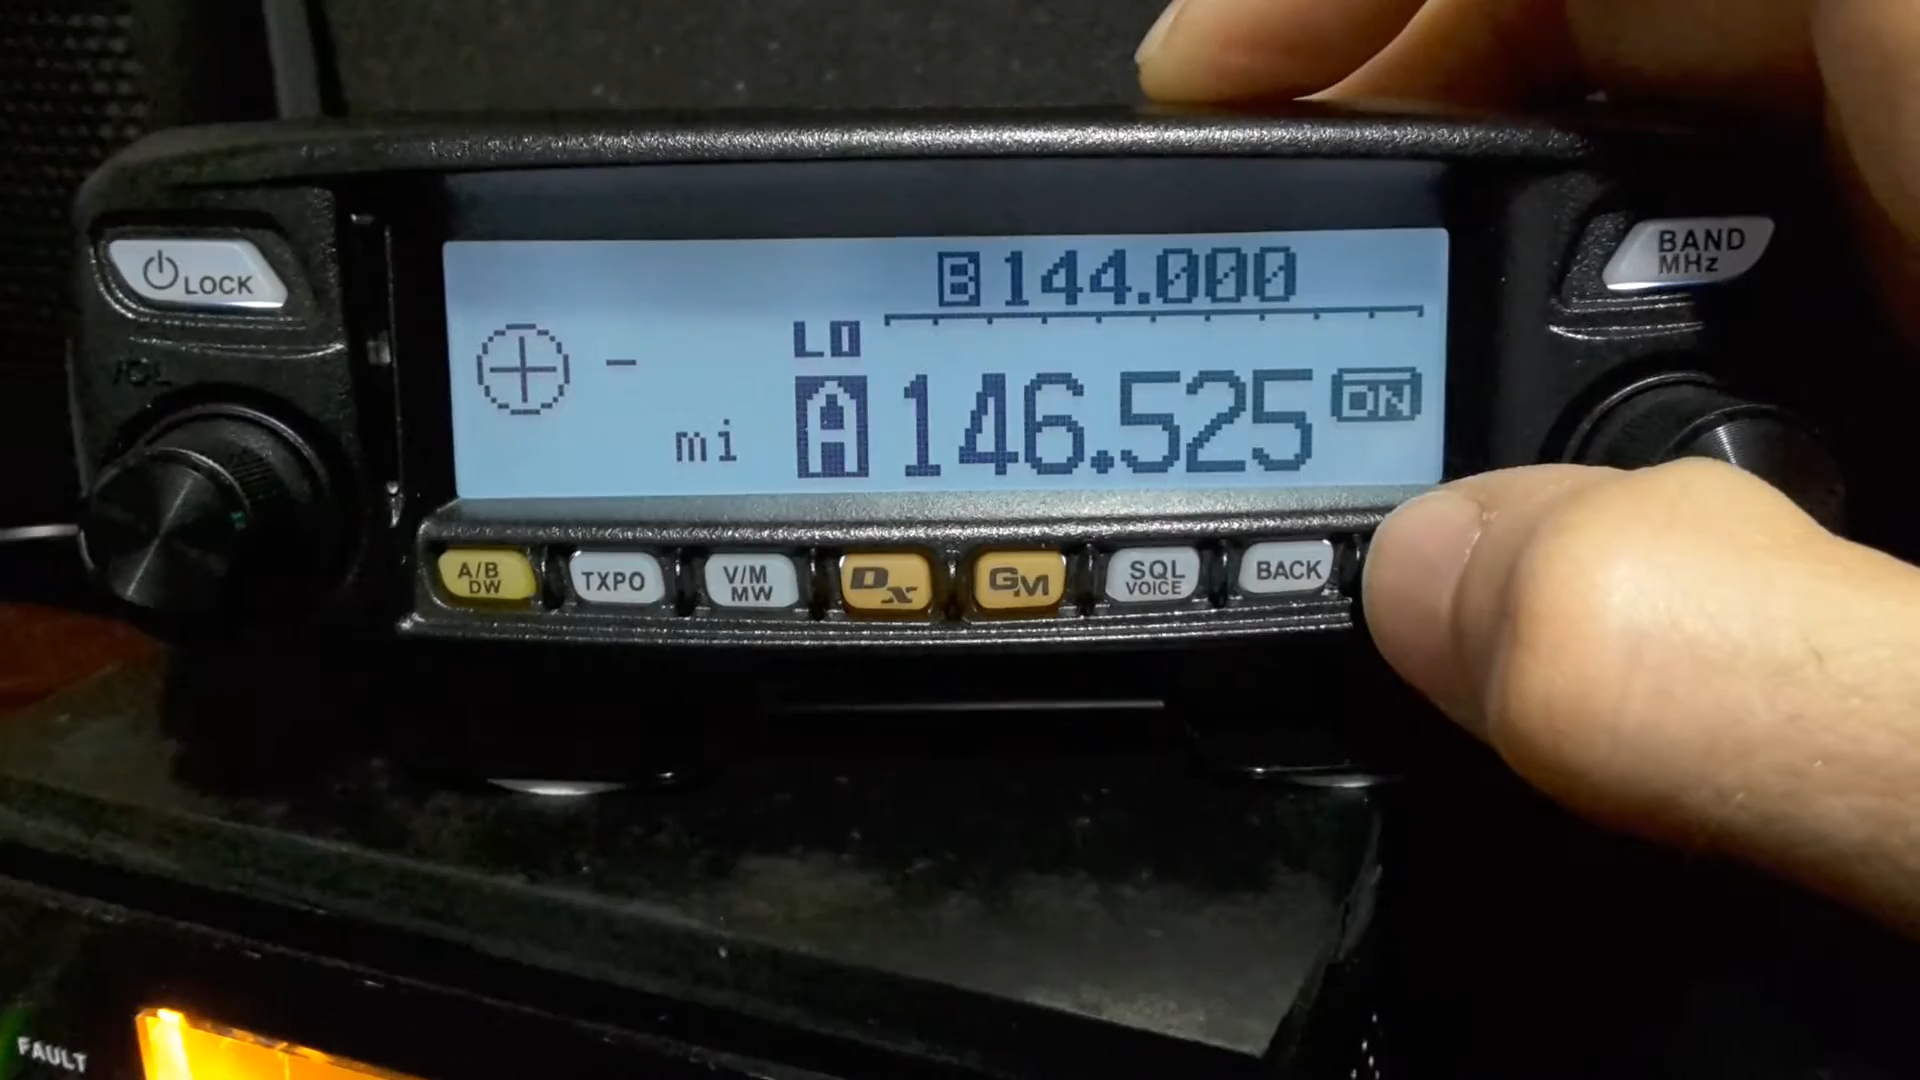 LOCK
VOL
B 144.000
LO
-
mi
A 146.525
DN
BAND
MHz
A/B
DW
TXPO
V/M
MW
DX
GM
SQL
VOICE
BACK
FAULT